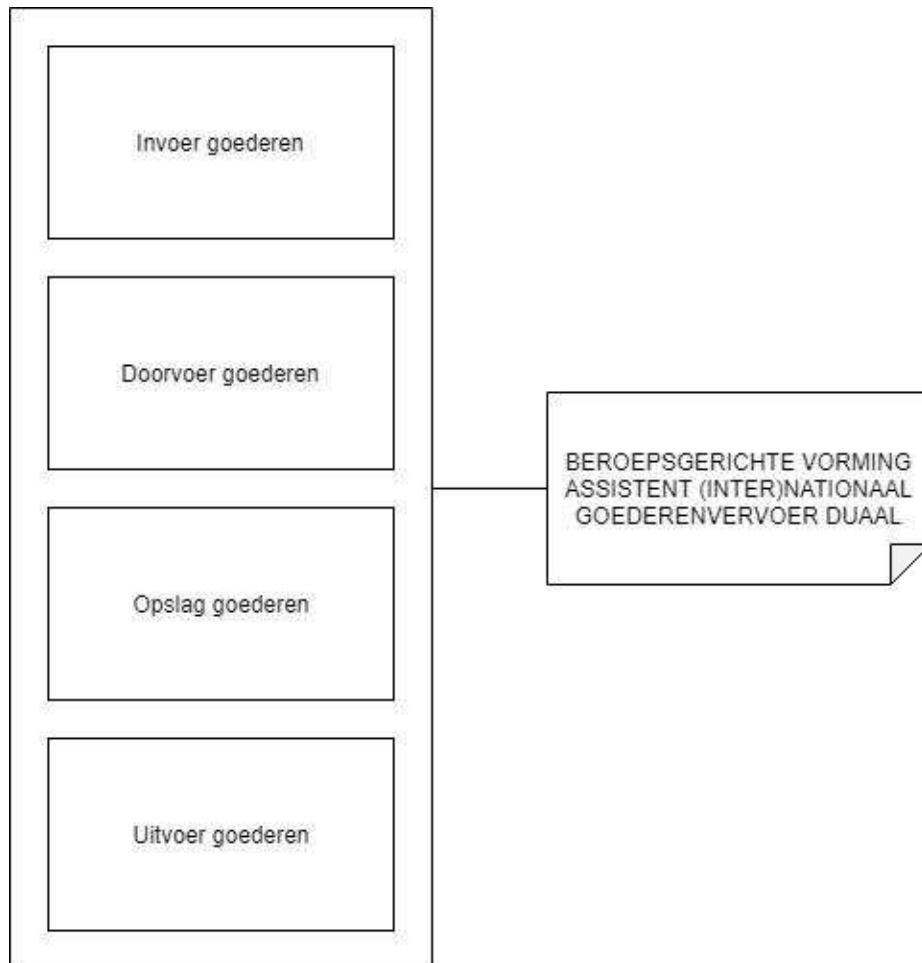 Invoer goederen
Doorvoer goederen
BEROEPSGERICHTE VORMING
ASSISTENT (INTER)NATIONAAL
GOEDERENVERVOER DUAAL
Opslag goederen
Uitvoer goederen